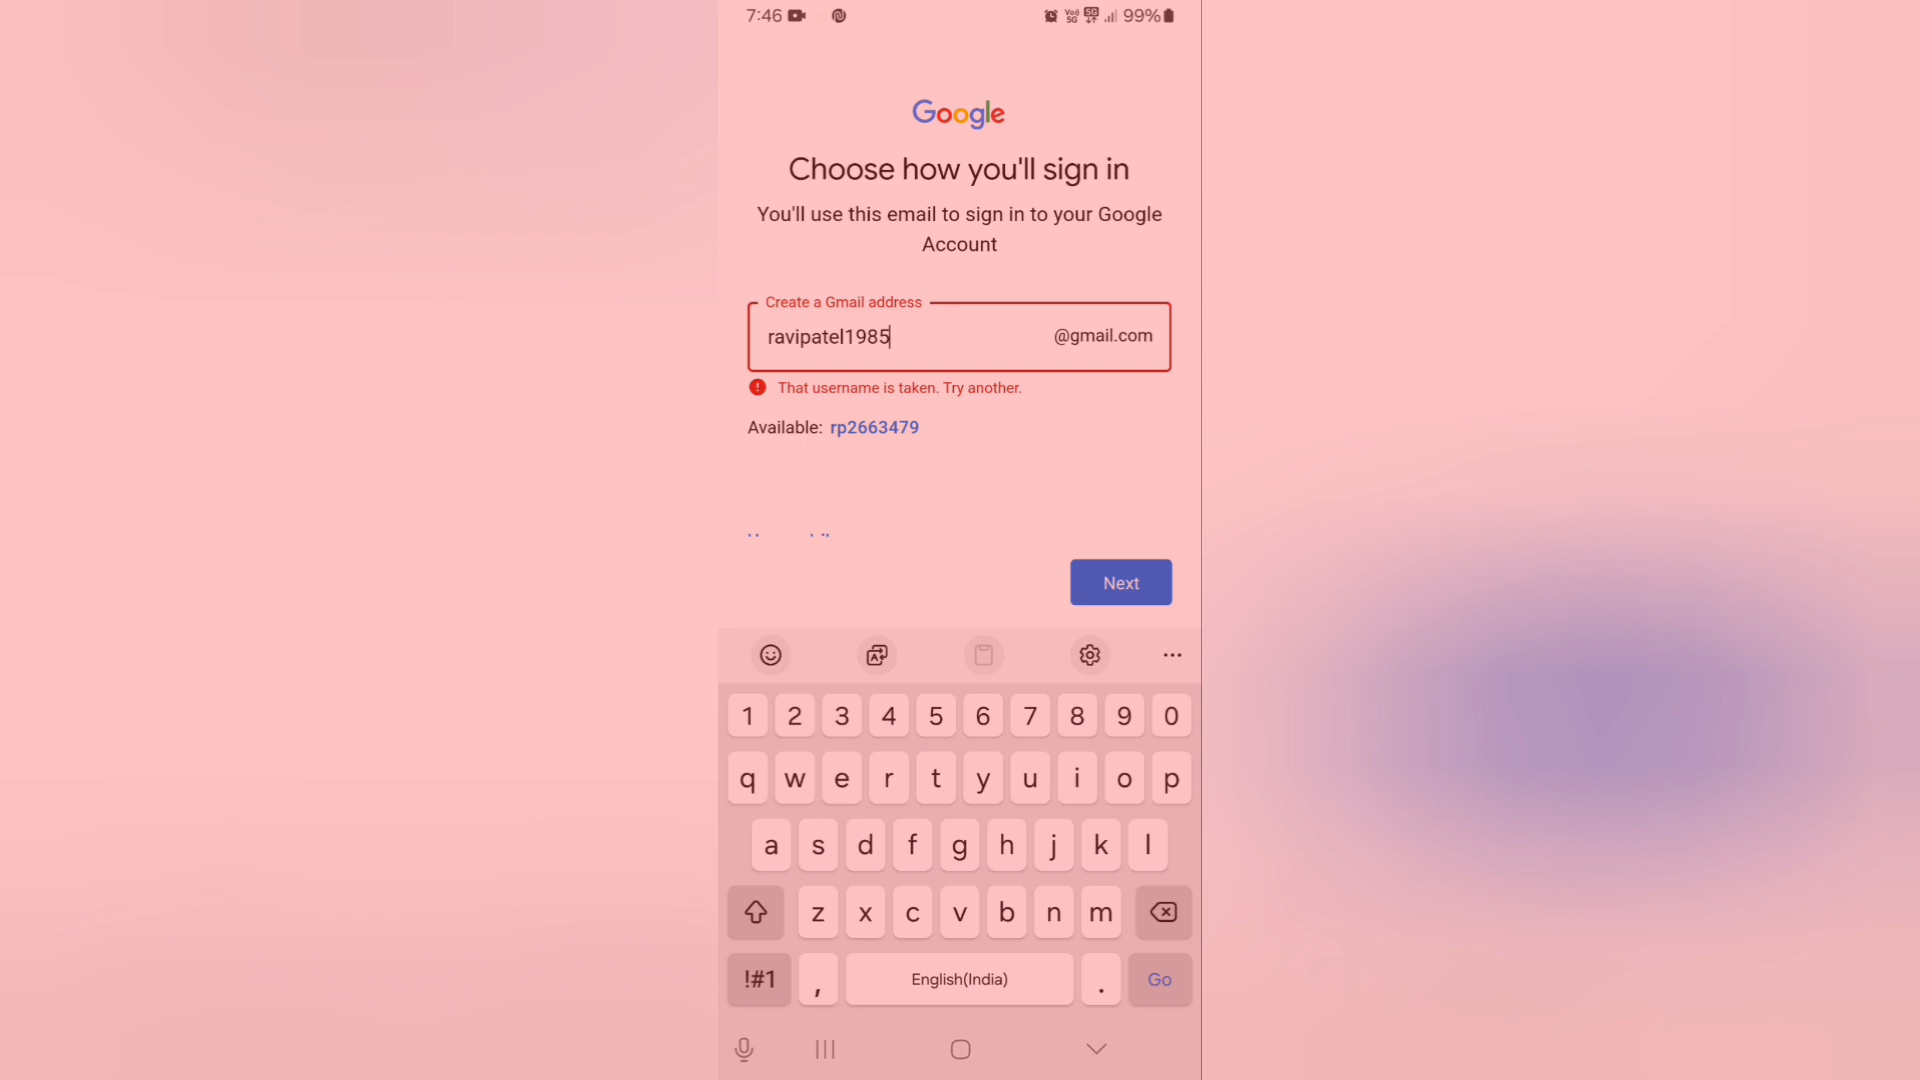 7:46 99%
Google
Choose how you'll sign in
You'll use this email to sign in to your Google
Account
Create a Gmail address
ravipatel1985 @gmail.com
That username is taken. Try another.
Available: rp2663479
Next
1 2 3 4 5 6 7 8 9 0
q w e r t y u i o p
a s d f g h j k l
z x c v b n m
!#1 , English(India) . Go